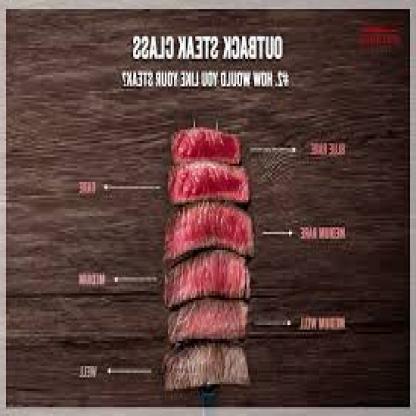 OUTBACK STEAK CLASS
#2. HOW WOULD YOU LIKE YOUR STEAK?
BLUE RARE
RARE
MEDIUM RARE
MEDIUM
MEDIUM WELL
WELL